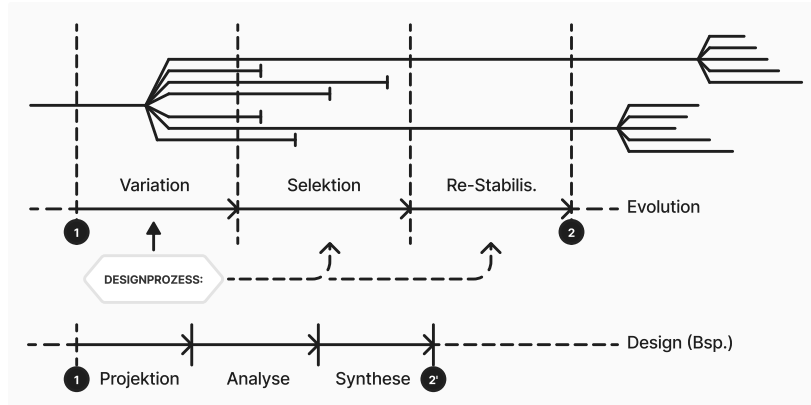 Variation
Selektion
Re-Stabilis.
Evolution
1
2
DESIGNPROZESS:
Design (Bsp.)
1
Projektion
Analyse
Synthese
2'